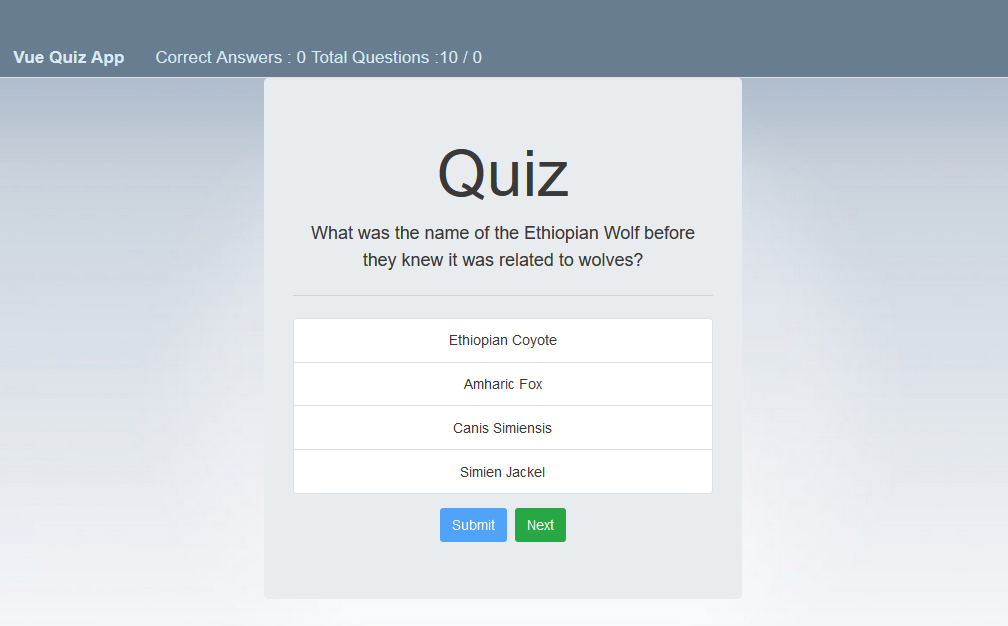 Vue Quiz App Correct Answers : 0 Total Questions :10 / 0
Quiz
What was the name of the Ethiopian Wolf before
they knew it was related to wolves?
Ethiopian Coyote
Amharic Fox
Canis Simiensis
Simien Jackel
Submit Next